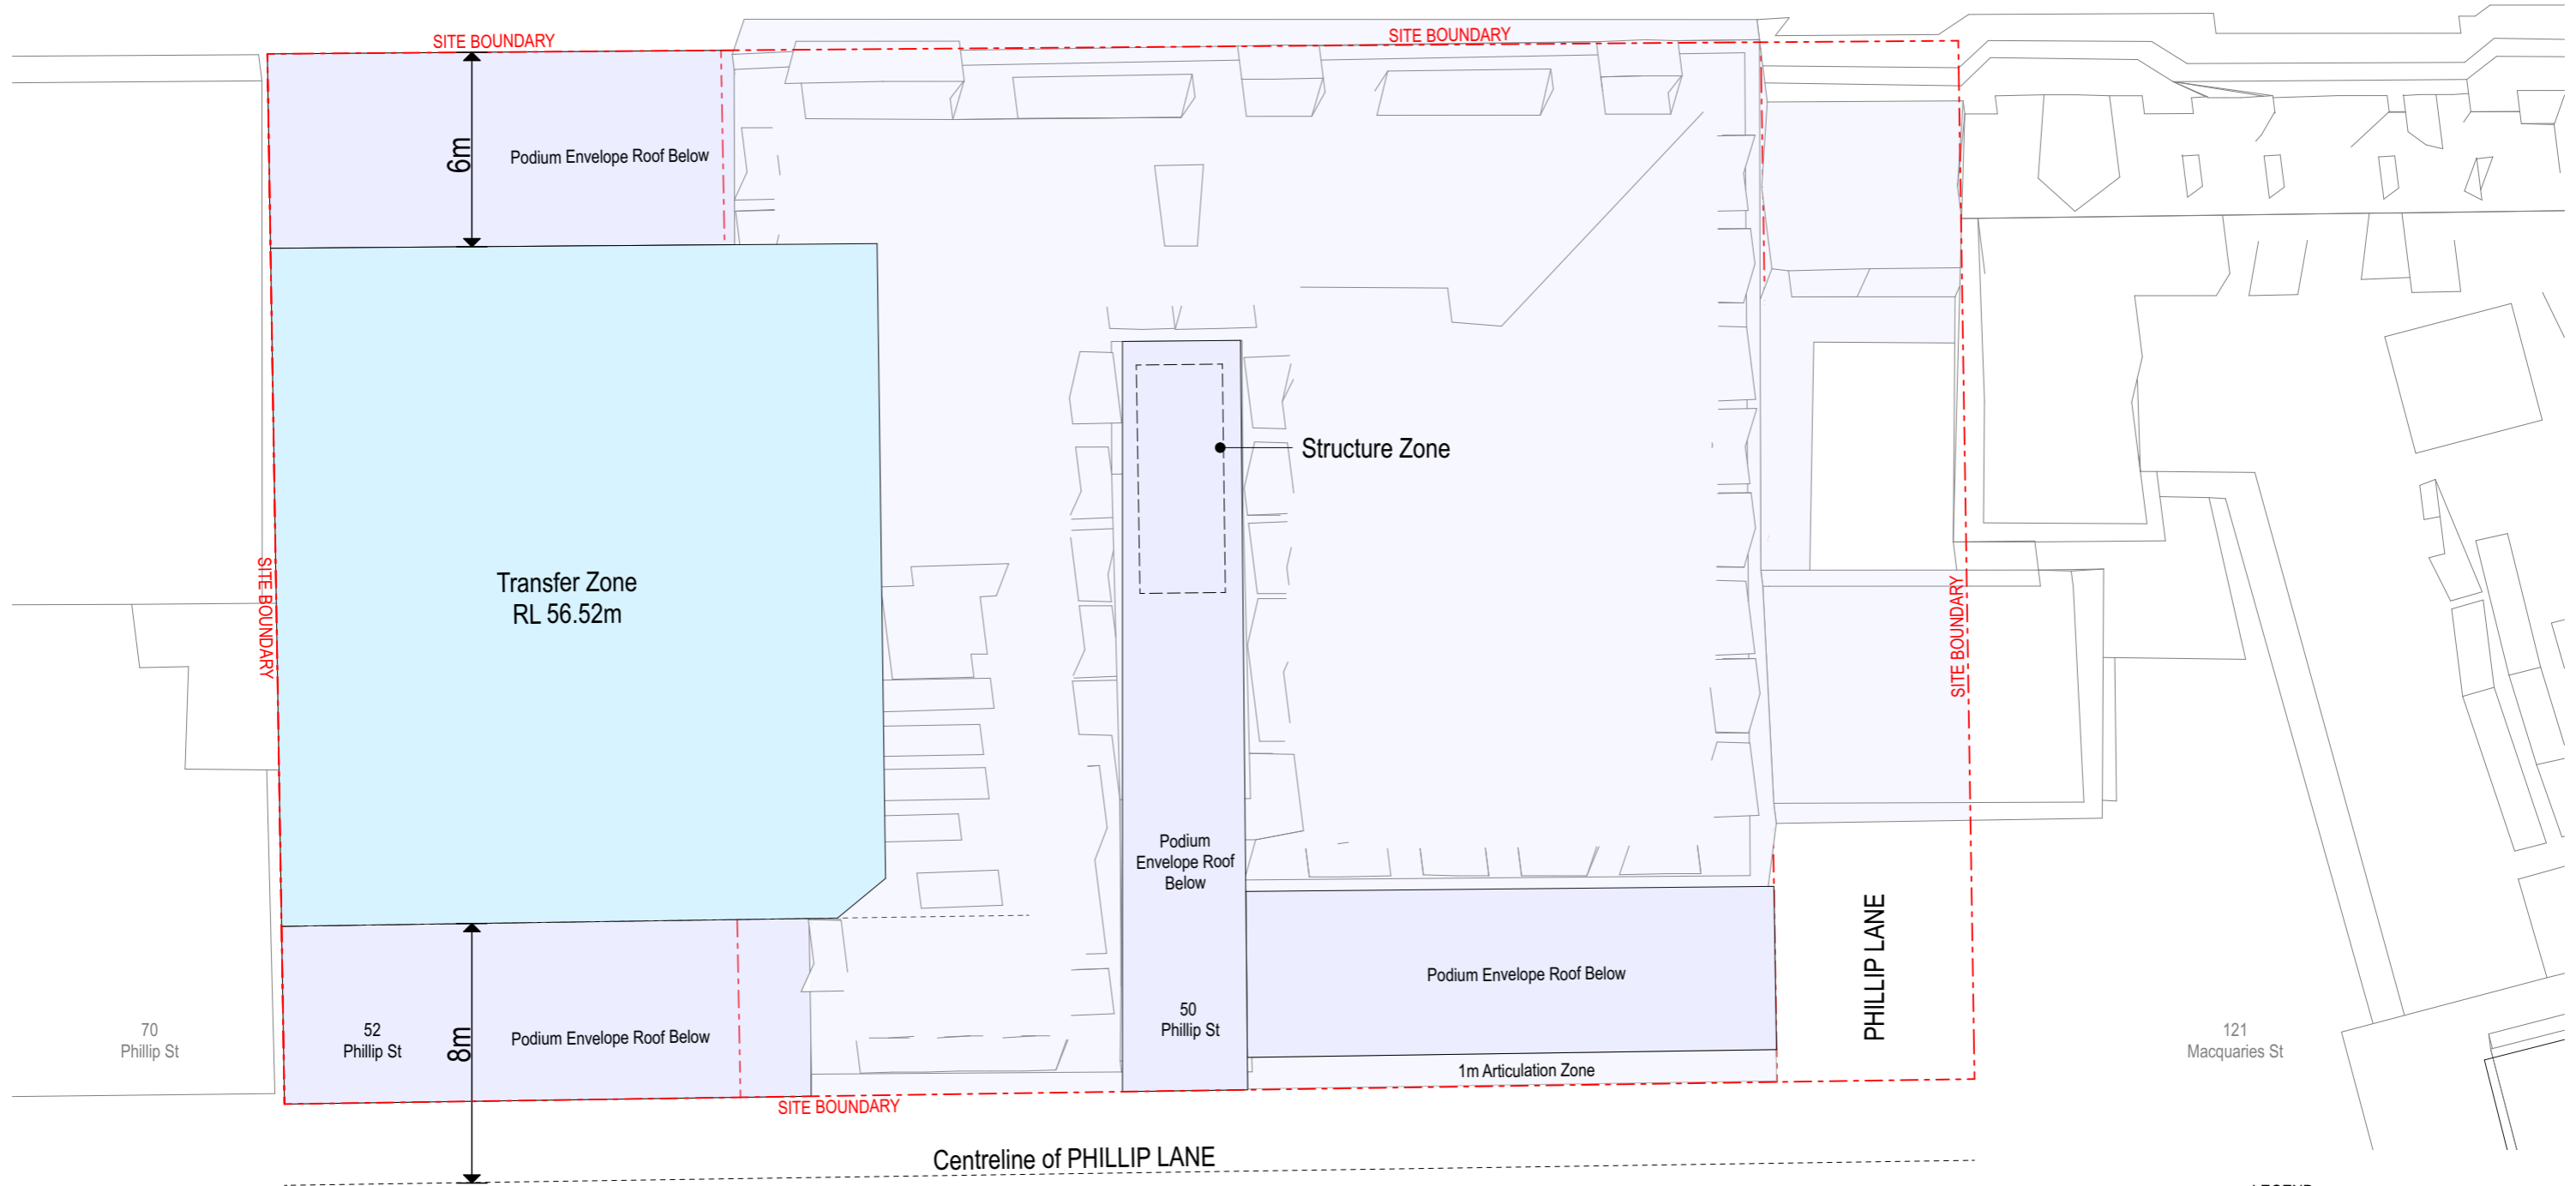 SITE BOUNDARY
SITE BOUNDARY
6m
Podium Envelope Roof Below
Structure Zone
Transfer Zone
RL 56.52m
SITE BOUNDARY
SITE BOUNDARY
Podium
Envelope Roof
Below
PHILLIP LANE
Podium Envelope Roof Below
70
Phillip St
52
Phillip St
8m
Podium Envelope Roof Below
50
Phillip St
121
Macquaries St
1m Articulation Zone
SITE BOUNDARY
Centreline of PHILLIP LANE